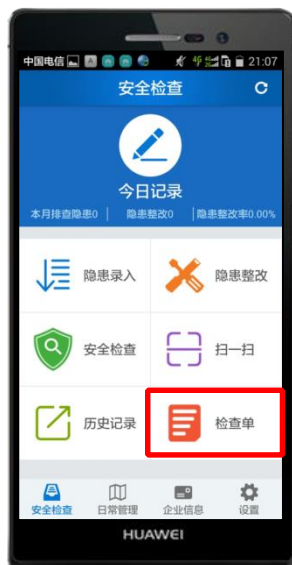 中国电信 4G 21:07
安全检查
今日记录
本月排查隐患0 | 隐患整改0 | 隐患整改率0.00%
隐患录入 隐患整改
安全检查 扫一扫
历史记录 检查单
安全检查 日常管理 企业信息 设置
HUAWEI